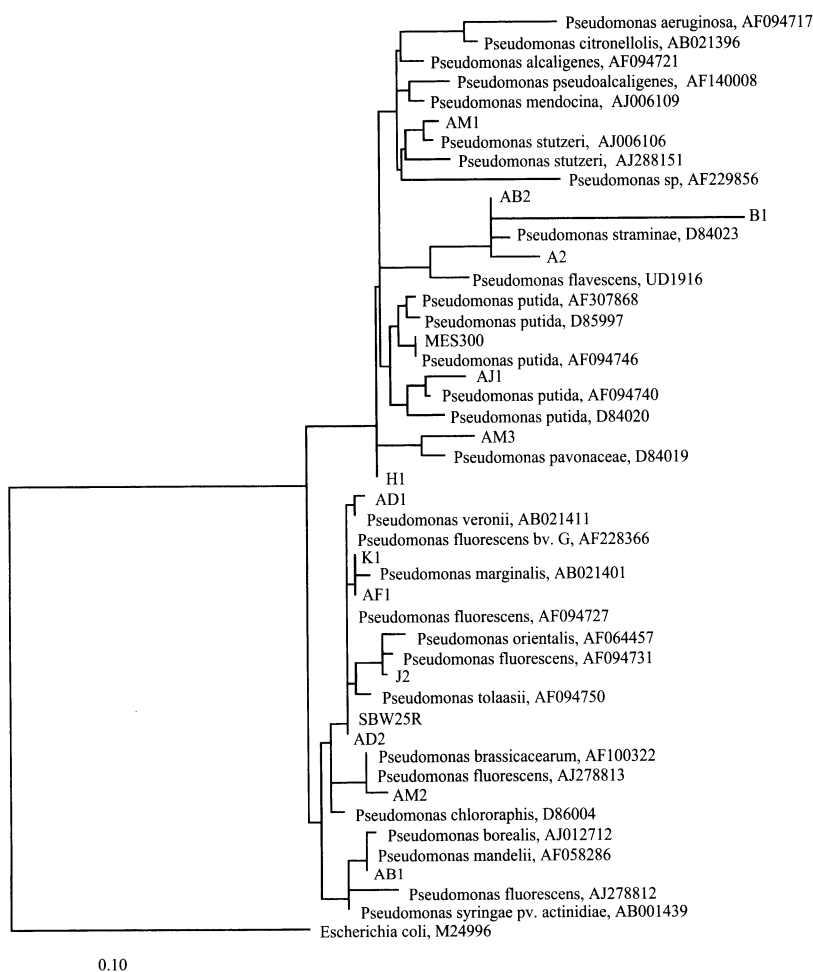 Pseudomonas aeruginosa, AF094717
Pseudomonas citronellolis, AB021396
Pseudomonas alcaligenes, AF094721
Pseudomonas pseudoalcaligenes, AF140008
Pseudomonas mendocina, AJ006109
AM1
Pseudomonas stutzeri, AJ006106
Pseudomonas stutzeri, AJ288151
Pseudomonas sp, AF229856
AB2
B1
Pseudomonas straminae, D84023
A2
Pseudomonas flavescens, UD1916
Pseudomonas putida, AF307868
Pseudomonas putida, D85997
MES300
Pseudomonas putida, AF094746
AJ1
Pseudomonas putida, AF094740
Pseudomonas putida, D84020
AM3
Pseudomonas pavonaceae, D84019
H1
AD1
Pseudomonas veronii, AB021411
Pseudomonas fluorescens bv. G, AF228366
K1
Pseudomonas marginalis, AB021401
AF1
Pseudomonas fluorescens, AF094727
Pseudomonas orientalis, AF064457
Pseudomonas fluorescens, AF094731
J2
Pseudomonas tolaasii, AF094750
SBW25R
AD2
Pseudomonas brassicacearum, AF100322
Pseudomonas fluorescens, AJ278813
AM2
Pseudomonas chlororaphis, D86004
Pseudomonas borealis, AJ012712
Pseudomonas mandelii, AF058286
AB1
Pseudomonas fluorescens, AJ278812
Pseudomonas syringae pv. actinidiae, AB001439
Escherichia coli, M24996
0.10